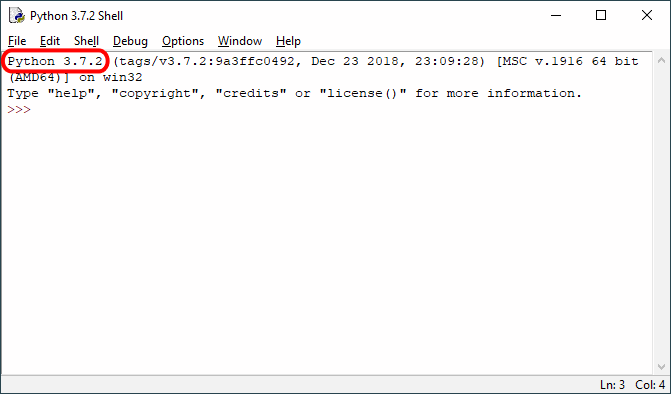 Python 3.7.2 Shell
File Edit Shell Debug Options Window Help
Python 3.7.2 (tags/v3.7.2:9a3ffc0492, Dec 23 2018, 23:09:28) [MSC v.1916 64 bit
(AMD64)] on win32
Type "help", "copyright", "credits" or "license()" for more information.
>>>
Ln: 3 Col: 4